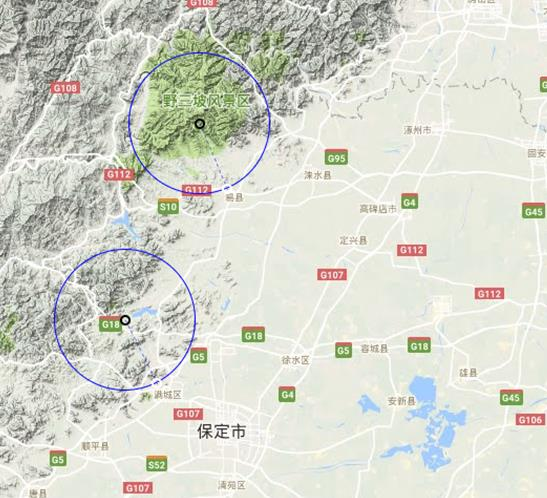 G108
G108
野三坡风景区
涿州市
G95
固安
涞水县
G112
G112
易县
S10
高碑店市
G4
G45
定兴县
G112
G107
G112
G18
G18
G5
徐水区
G5
容城县
G18
雄县
G4
安新县
G45
满城区
G107
G106
保定市
顺平县
G5
S52
清苑区
G107
唐县